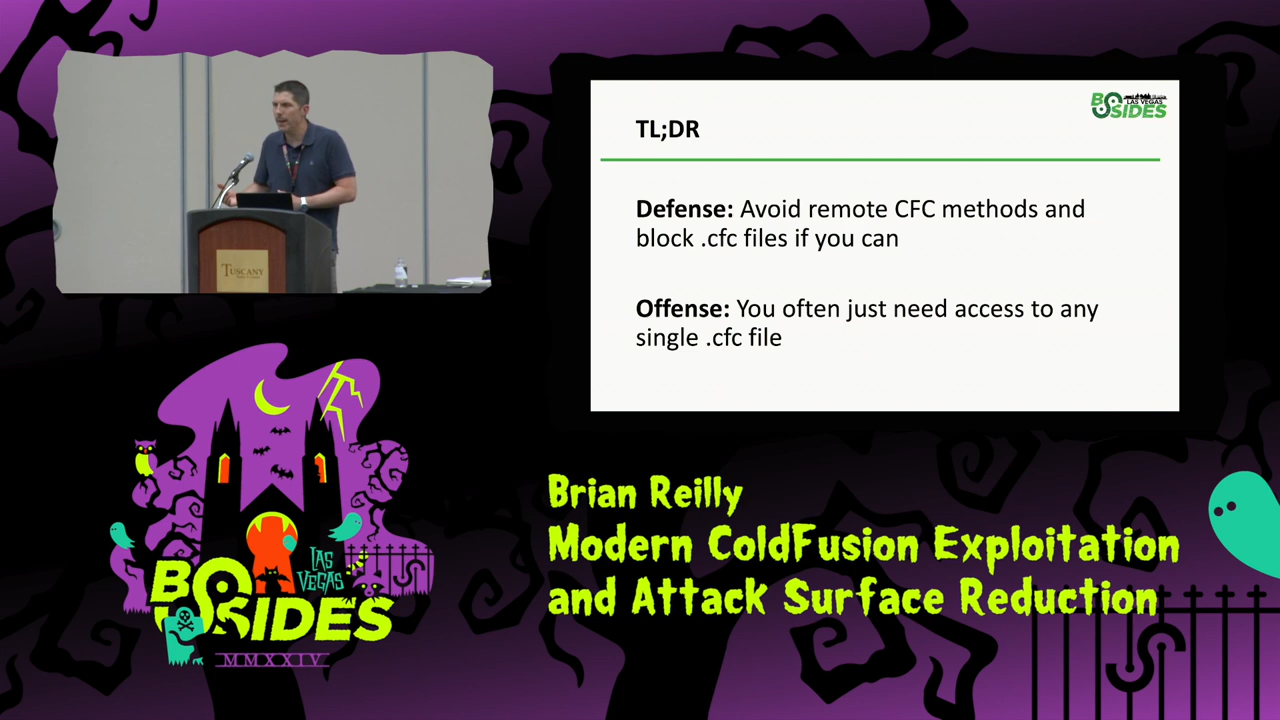 BSIDES
LAS VEGAS
TL;DR
Defense: Avoid remote CFC methods and
block .cfc files if you can
Offense: You often just need access to any
single .cfc file
TUSCANY
LAS
VEGAS
BSIDES
MMXXIV
Brian Reilly
Modern ColdFusion Exploitation
and Attack Surface Reduction